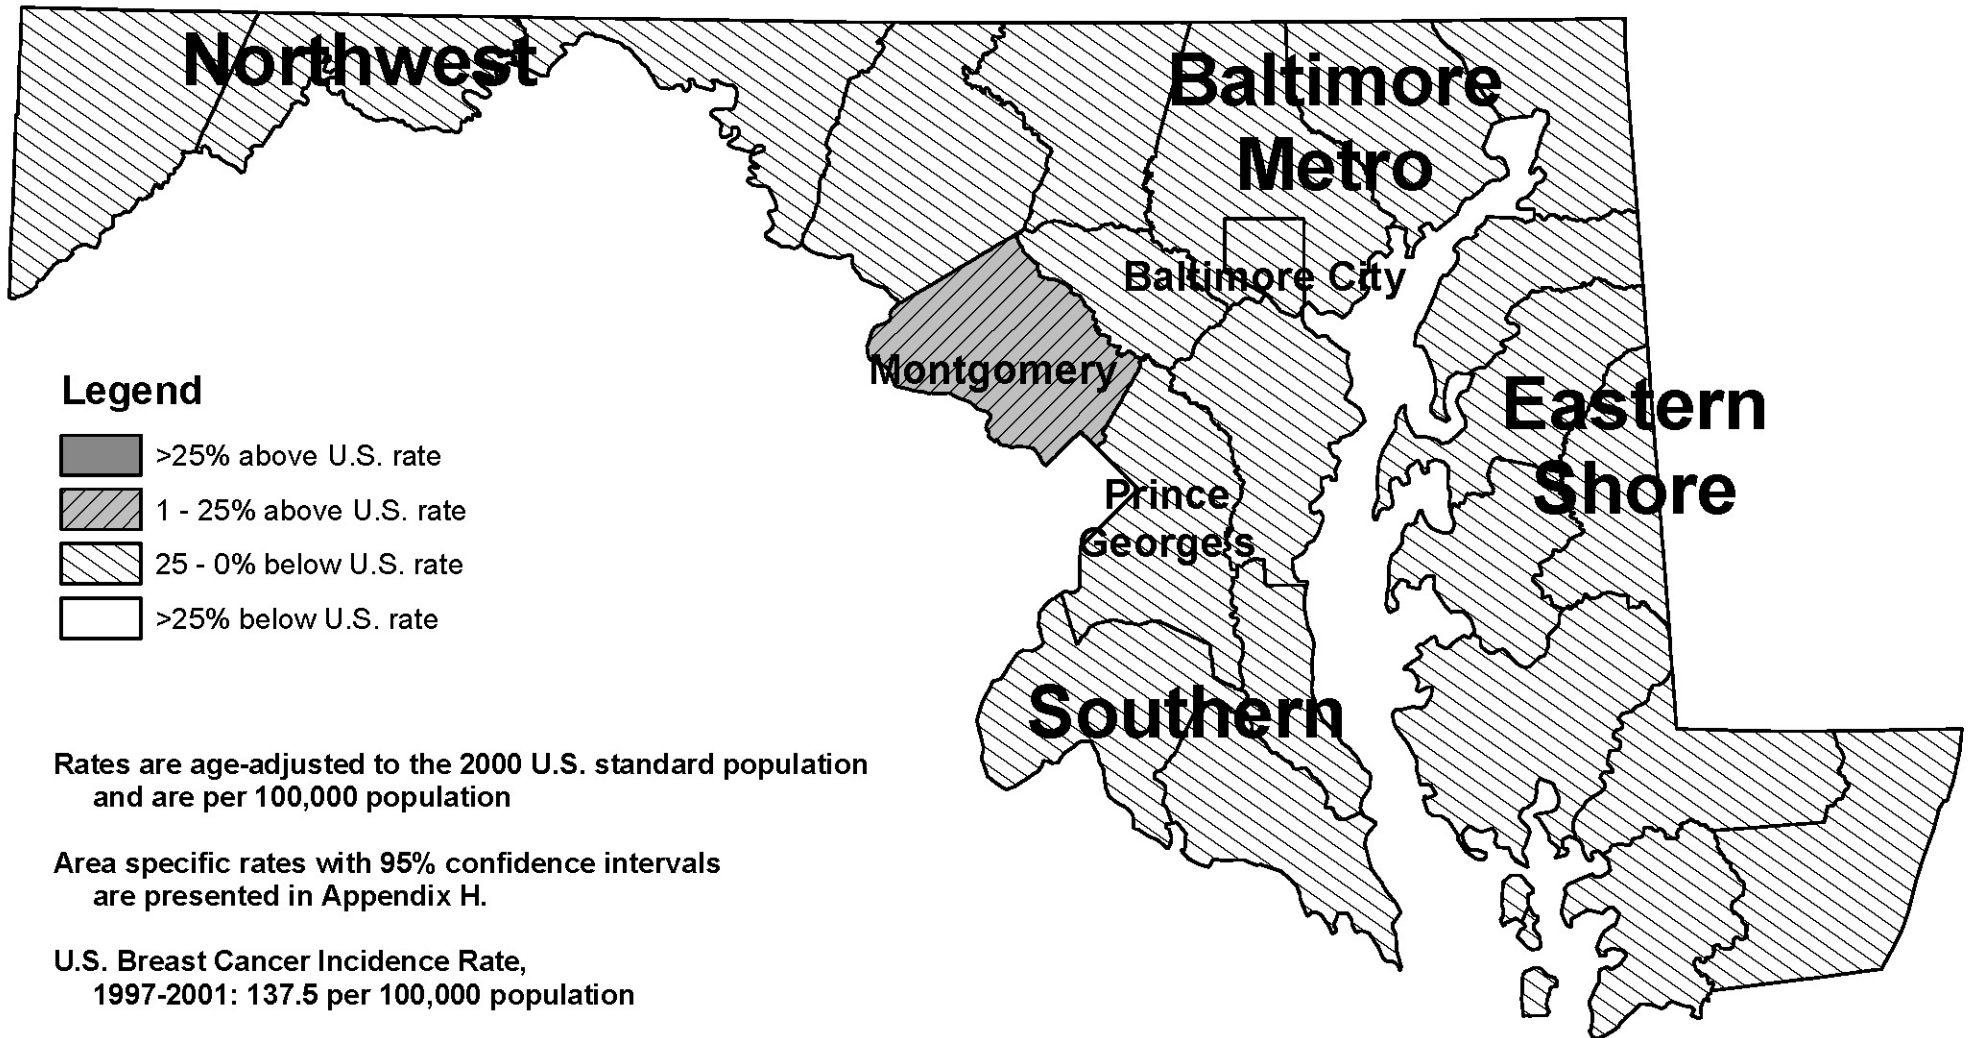 Northwest
Baltimore
Metro
Baltimore City
Montgomery
Eastern
Shore
Prince
George's
Southern
Legend
>25% above U.S. rate
1 - 25% above U.S. rate
25 - 0% below U.S. rate
>25% below U.S. rate
Rates are age-adjusted to the 2000 U.S. standard population
and are per 100,000 population
Area specific rates with 95% confidence intervals
are presented in Appendix H.
U.S. Breast Cancer Incidence Rate,
1997-2001: 137.5 per 100,000 population